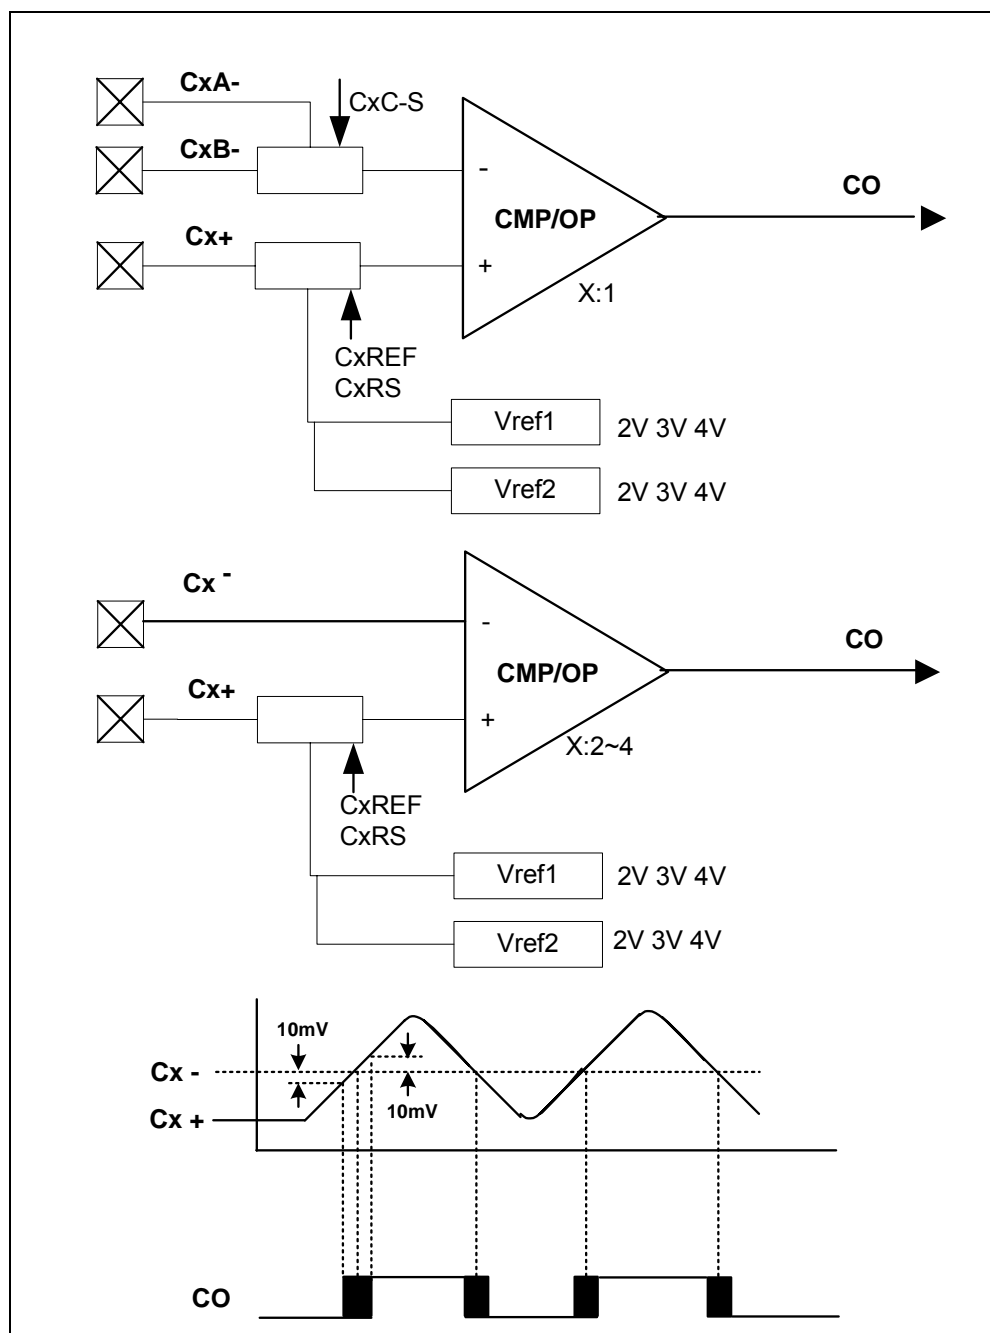 CxA-
CxC-S
CxB-
-
CO
CMP/OP
Cx+
+
X:1
CxREF
CxRS
Vref1 2V 3V 4V
Vref2 2V 3V 4V
Cx -
-
CO
CMP/OP
Cx+
+
X:2~4
CxREF
CxRS
Vref1 2V 3V 4V
Vref2 2V 3V 4V
10mV
Cx -
10mV
Cx +
CO